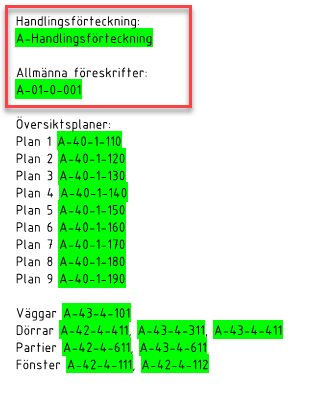 Handlingsförteckning:
A-Handlingsförteckning
Allmänna föreskrifter:
A-01-0-001
Översiktsplaner:
Plan 1 A-40-1-110
Plan 2 A-40-1-120
Plan 3 A-40-1-130
Plan 4 A-40-1-140
Plan 5 A-40-1-150
Plan 6 A-40-1-160
Plan 7 A-40-1-170
Plan 8 A-40-1-180
Plan 9 A-40-1-190
Väggar A-43-4-101
Dörrar A-42-4-411, A-43-4-311, A-43-4-411
Partier A-42-4-611, A-43-4-611
Fönster A-42-4-111, A-42-4-112